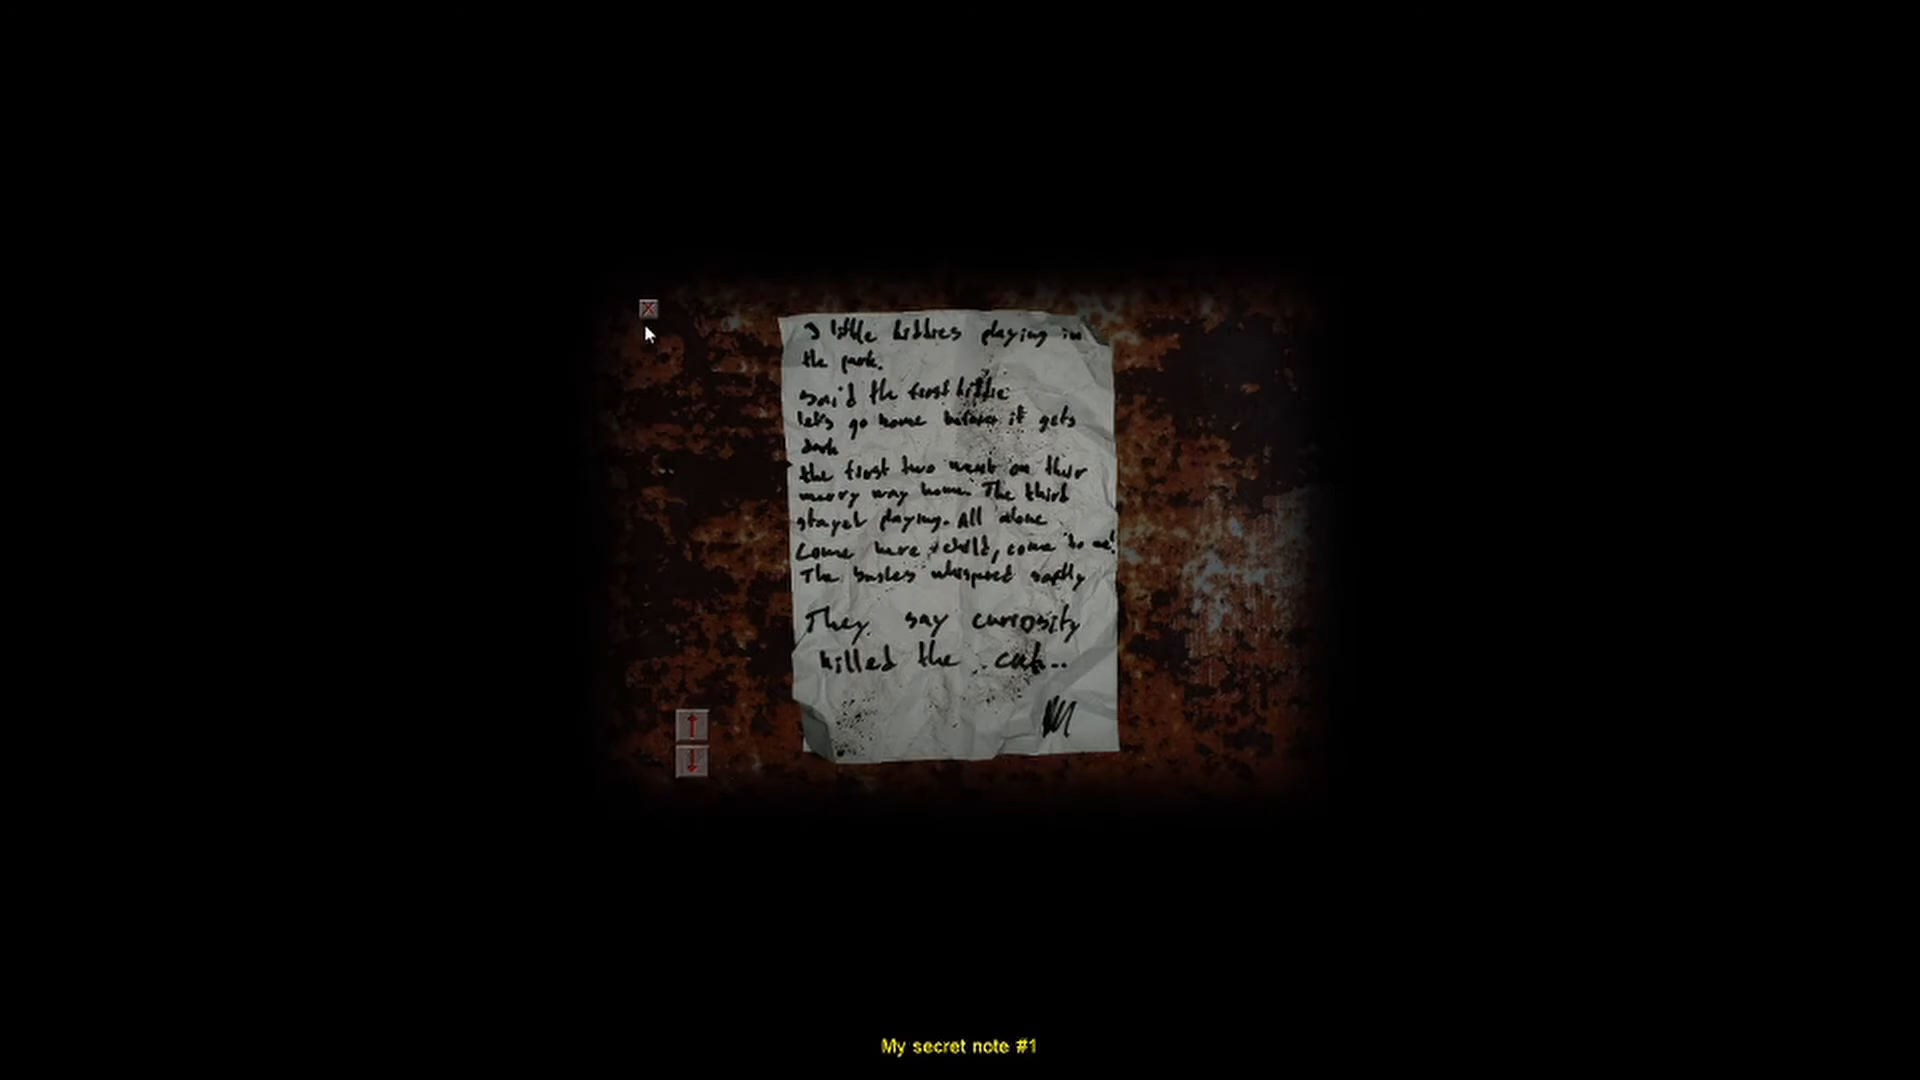 3 little kiddies playing in
the park.
said the first kiddie
let's go home before it gets
dark
the first two went on their
merry way home. The third
stayed playing. All alone
Come here child, come to me!
The bushes whispered softly
They say curiosity
killed the cat..
My secret note #1